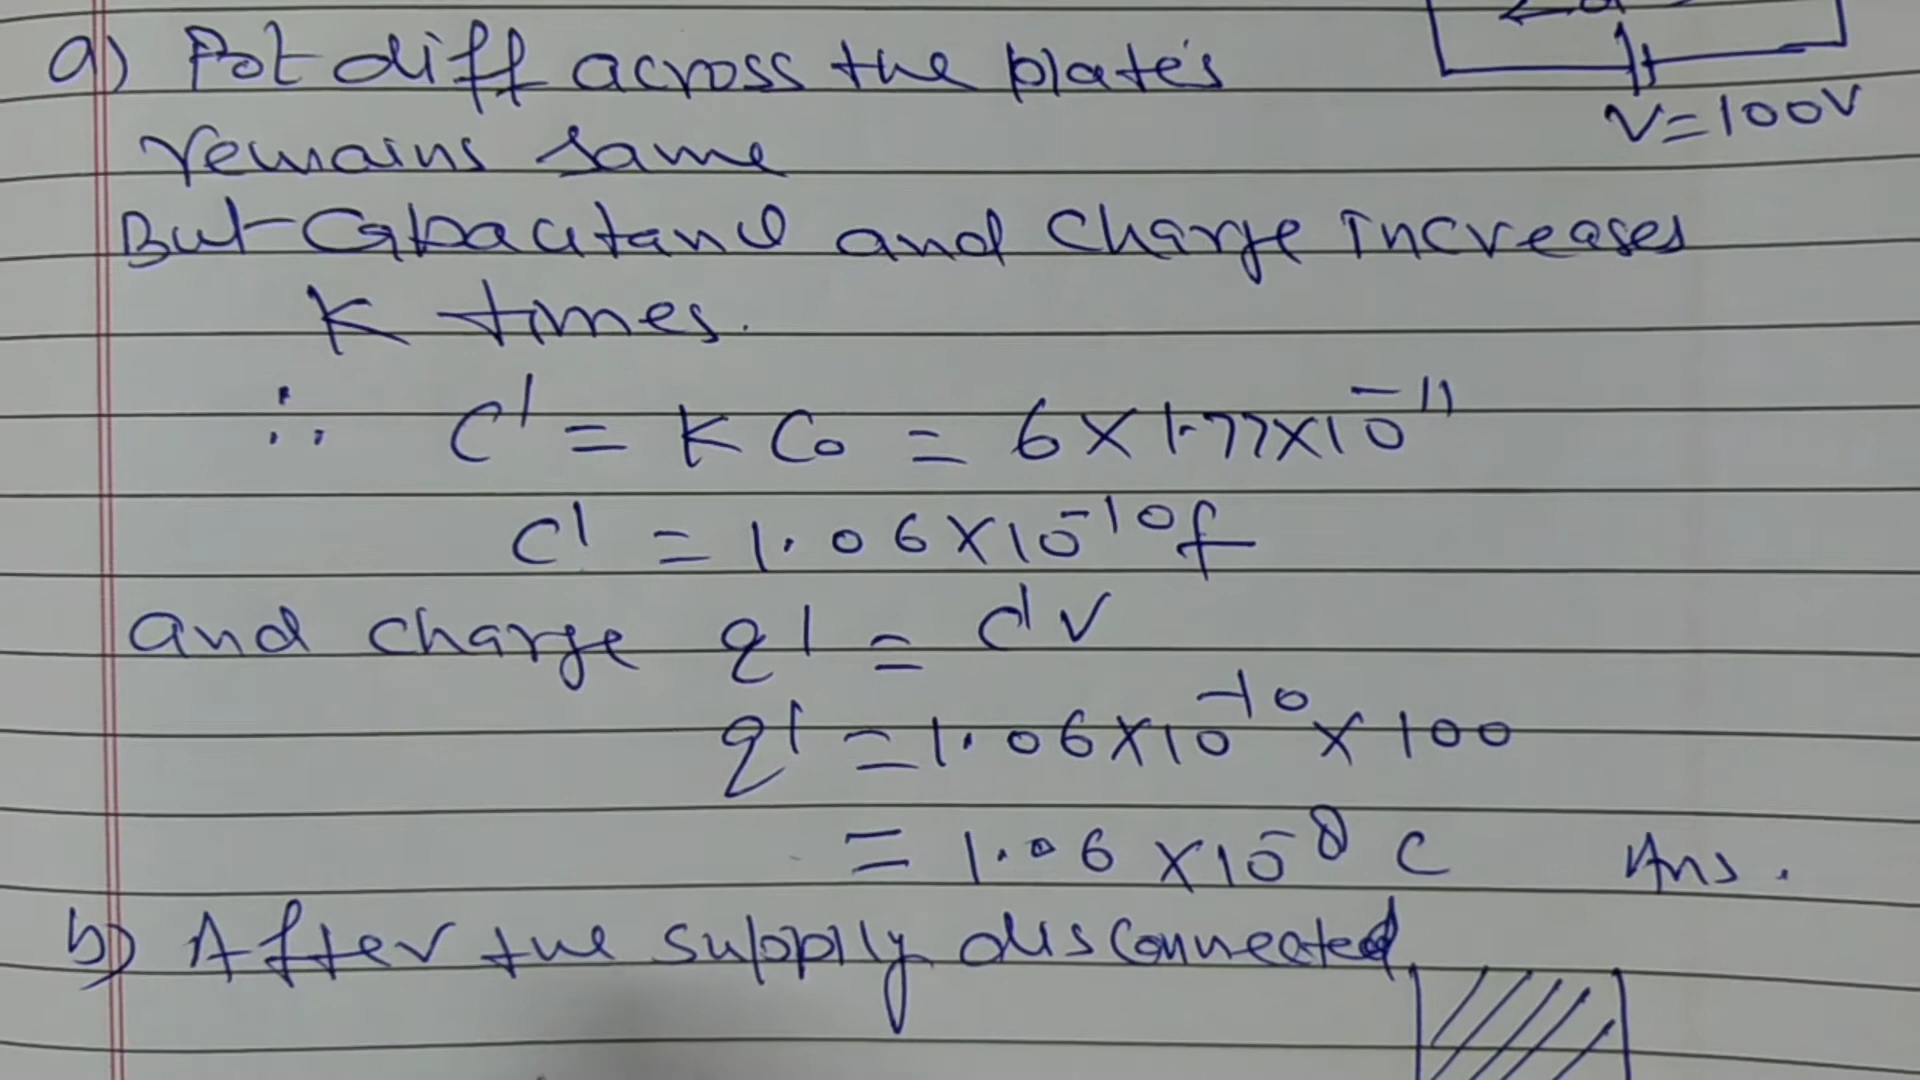 a) Pot diff across the plates
V=100V
remains same
But Capacitance and charge increases
K times.
∴ C' = K C₀ = 6×1.77×10⁻¹¹
C' = 1.06×10⁻¹⁰f
and charge q' = C'V
q' = 1.06×10⁻¹⁰×100
= 1.06×10⁻⁸ C Ans.
b) After the supply disconnected